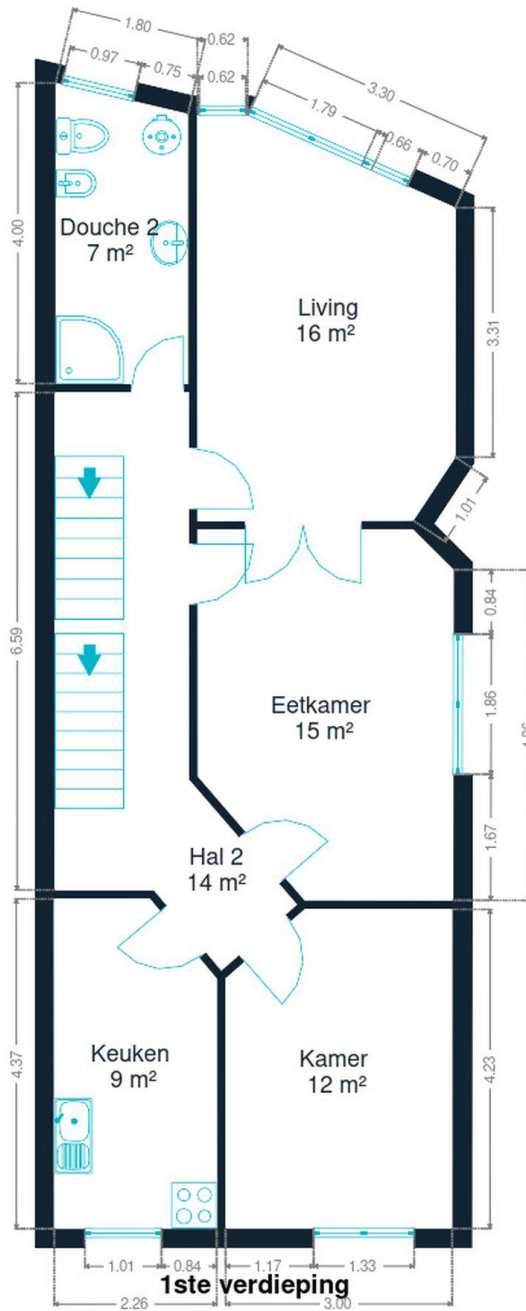 1.80
0.62
0.97
0.75
0.62
3.30
1.79
0.66
0.70
4.00
Douche 2
7 m²
Living
16 m²
3.31
1.01
6.59
0.84
Eetkamer
15 m²
1.86
1.67
Hal 2
14 m²
Keuken
9 m²
Kamer
12 m²
4.37
4.23
1.01
0.84
1.17
1.33
1ste verdieping
2.26
3.00